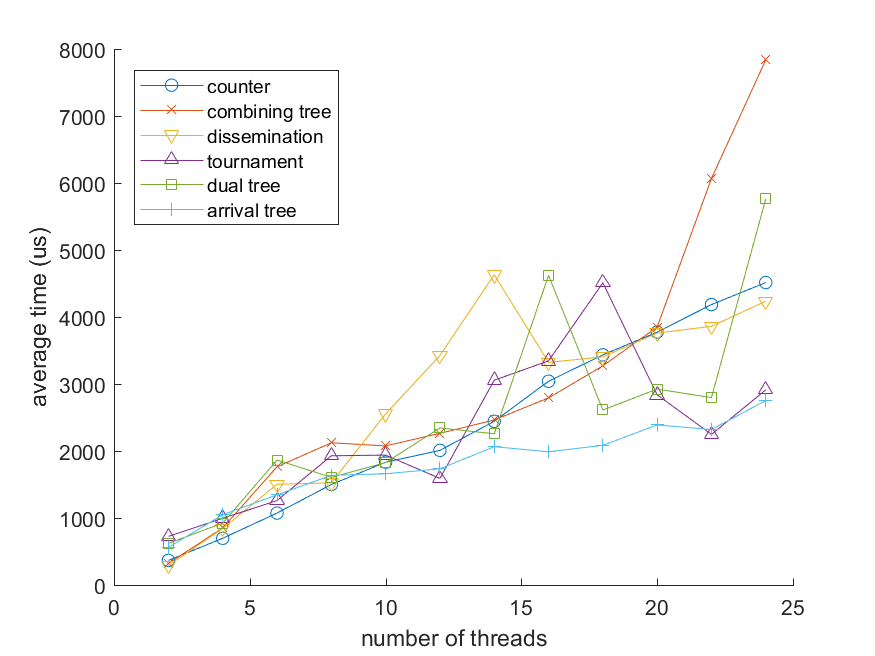 8000
7000
6000
5000
4000
3000
2000
1000
0
average time (us)
counter
combining tree
dissemination
tournament
dual tree
arrival tree
0 5 10 15 20 25
number of threads